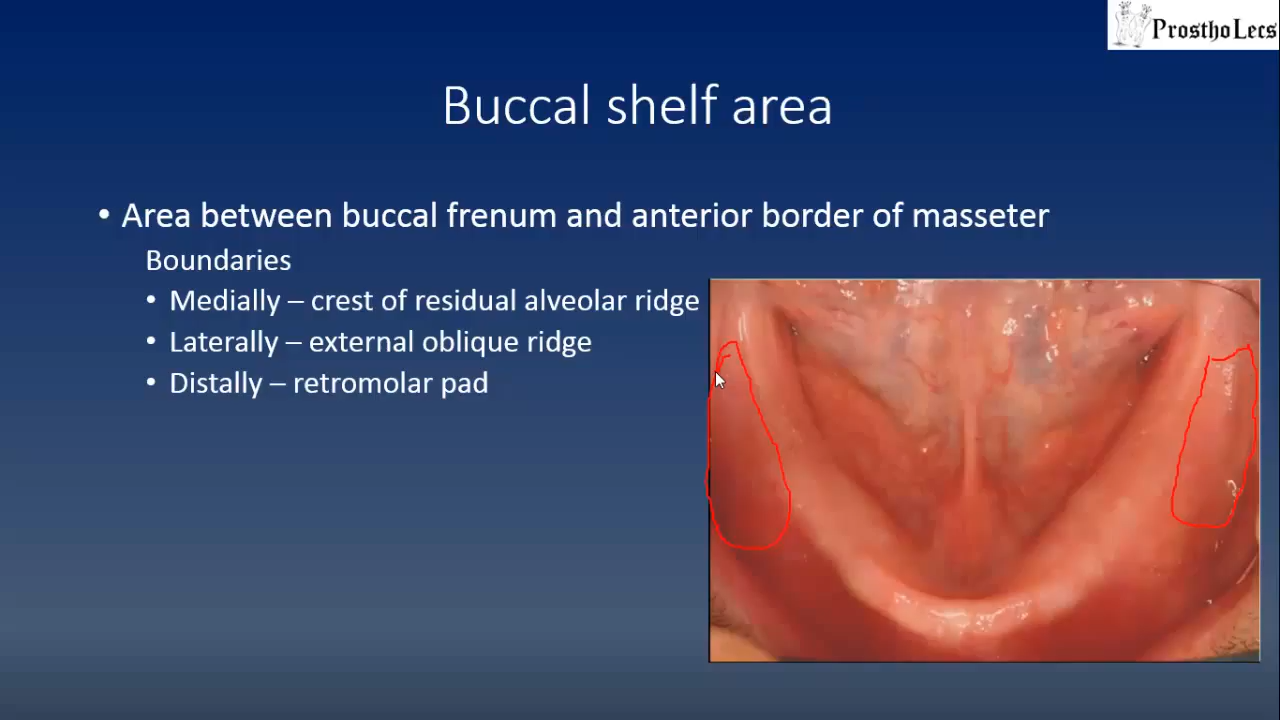 ProsthoLecs
Buccal shelf area
• Area between buccal frenum and anterior border of masseter
Boundaries
• Medially – crest of residual alveolar ridge
• Laterally – external oblique ridge
• Distally – retromolar pad